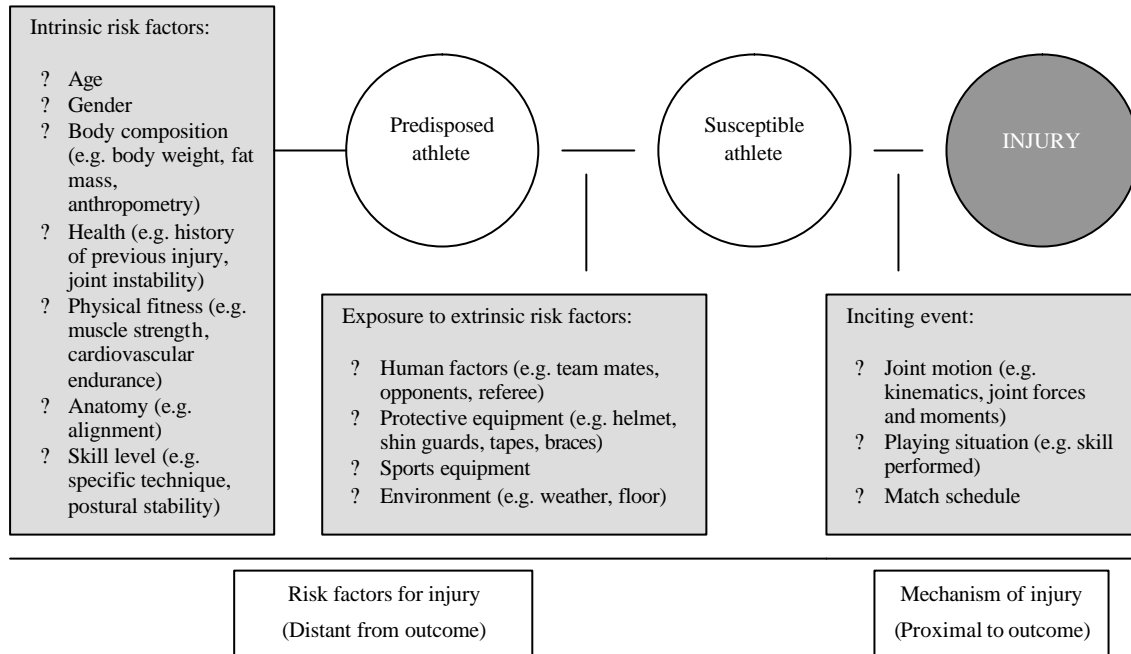 Intrinsic risk factors:
? Age
? Gender
? Body composition
(e.g. body weight, fat
mass,
anthropometry)
? Health (e.g. history
of previous injury,
joint instability)
? Physical fitness (e.g.
muscle strength,
cardiovascular
endurance)
? Anatomy (e.g.
alignment)
? Skill level (e.g.
specific technique,
postural stability)
Predisposed
athlete
Susceptible
athlete
INJURY
Exposure to extrinsic risk factors:
? Human factors (e.g. team mates,
opponents, referee)
? Protective equipment (e.g. helmet,
shin guards, tapes, braces)
? Sports equipment
? Environment (e.g. weather, floor)
Inciting event:
? Joint motion (e.g.
kinematics, joint forces
and moments)
? Playing situation (e.g. skill
performed)
? Match schedule
Risk factors for injury
(Distant from outcome)
Mechanism of injury
(Proximal to outcome)